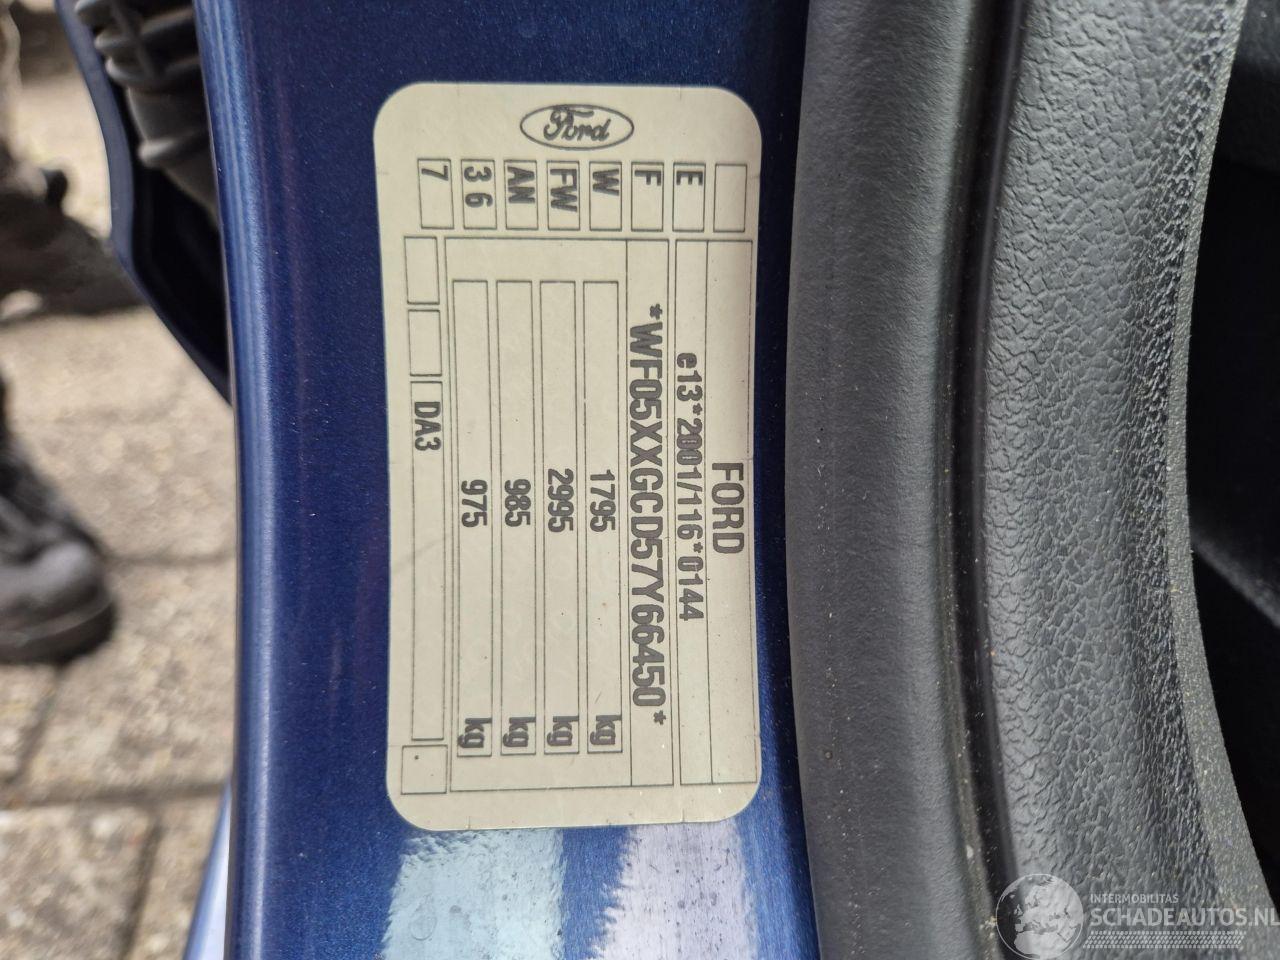 Ford
E
F
W
FW
AN
3 6
7
FORD
e13*2001/116*0144
*WF05XXGCD57Y66450*
1795 kg
2995 kg
985 kg
975 kg
DA3
INTERMOBILITAS
SCHADEAUTOS.NL